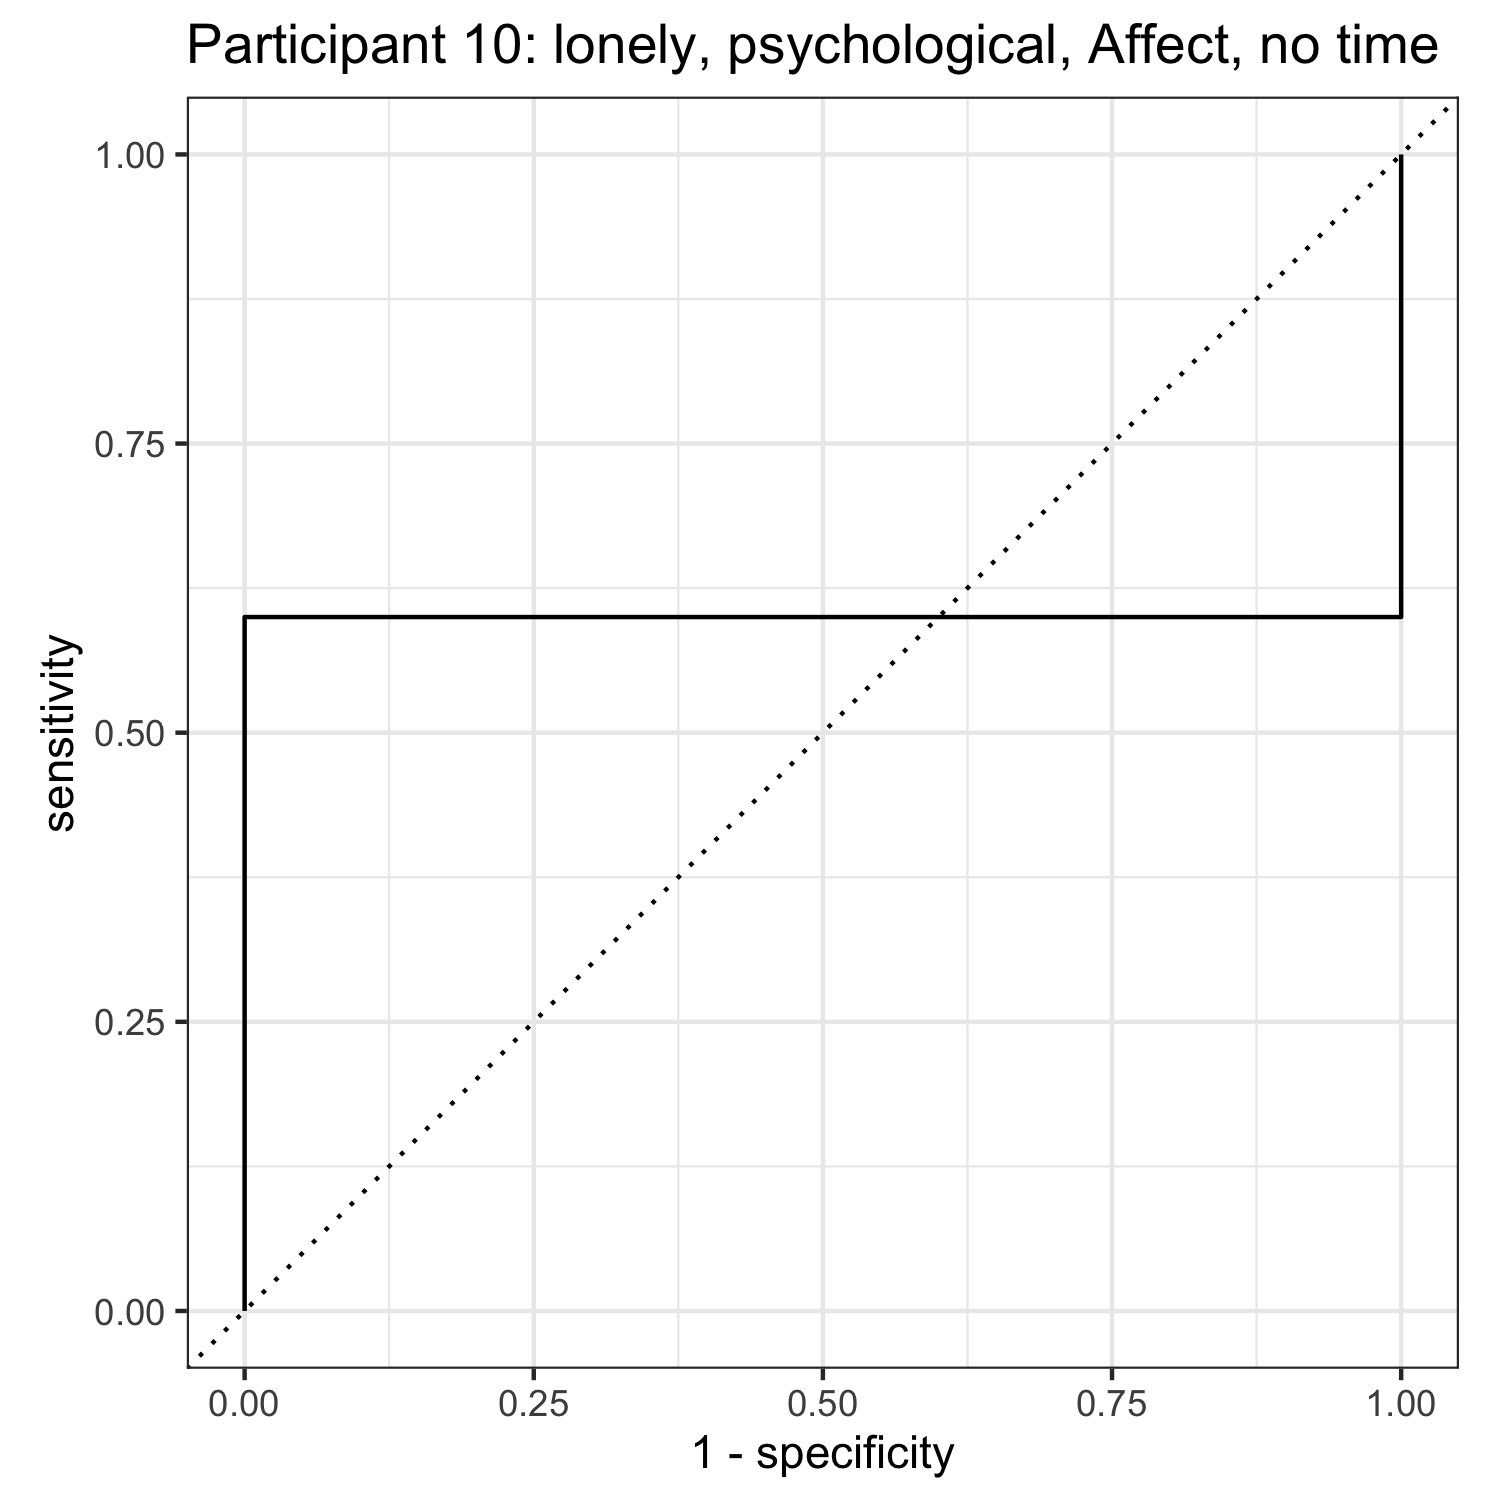 Participant 10: lonely, psychological, Affect, no time
sensitivity
1.00
0.75
0.50
0.25
0.00
0.00 0.25 0.50 0.75 1.00
1 - specificity